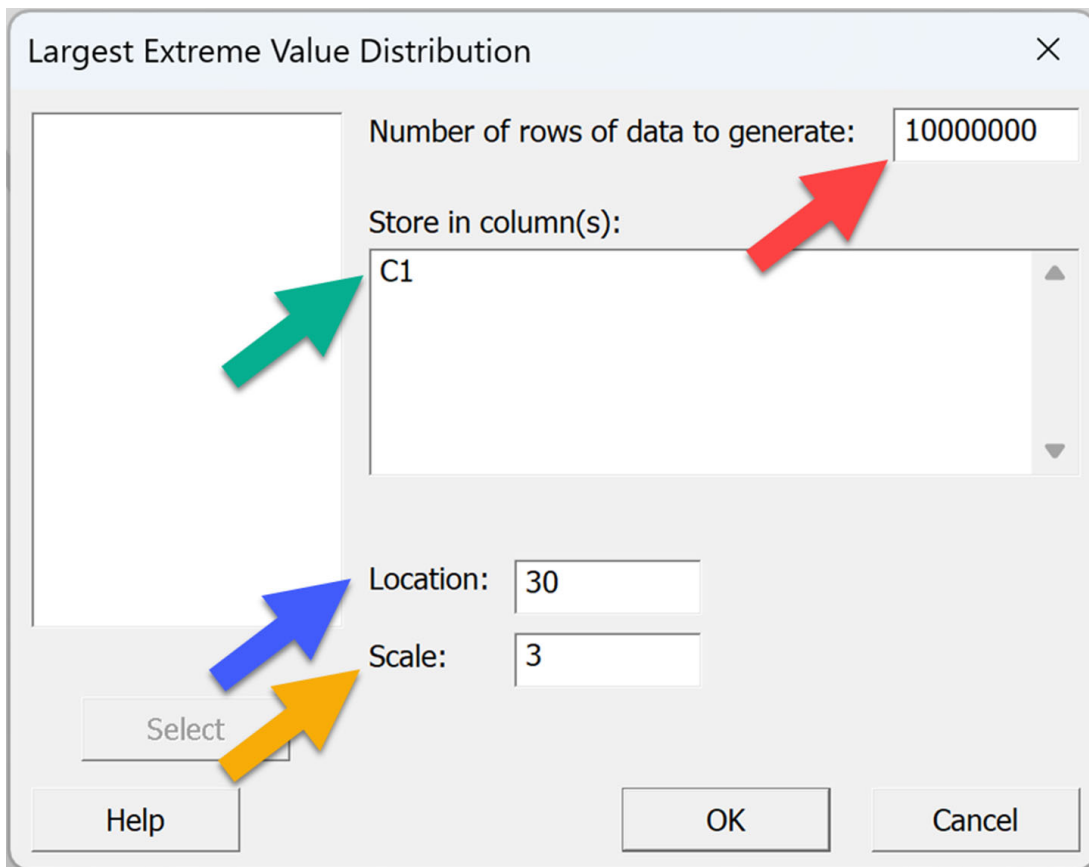 Largest Extreme Value Distribution
Number of rows of data to generate: 10000000
Store in column(s):
C1
Location: 30
Scale: 3
Select
Help OK Cancel